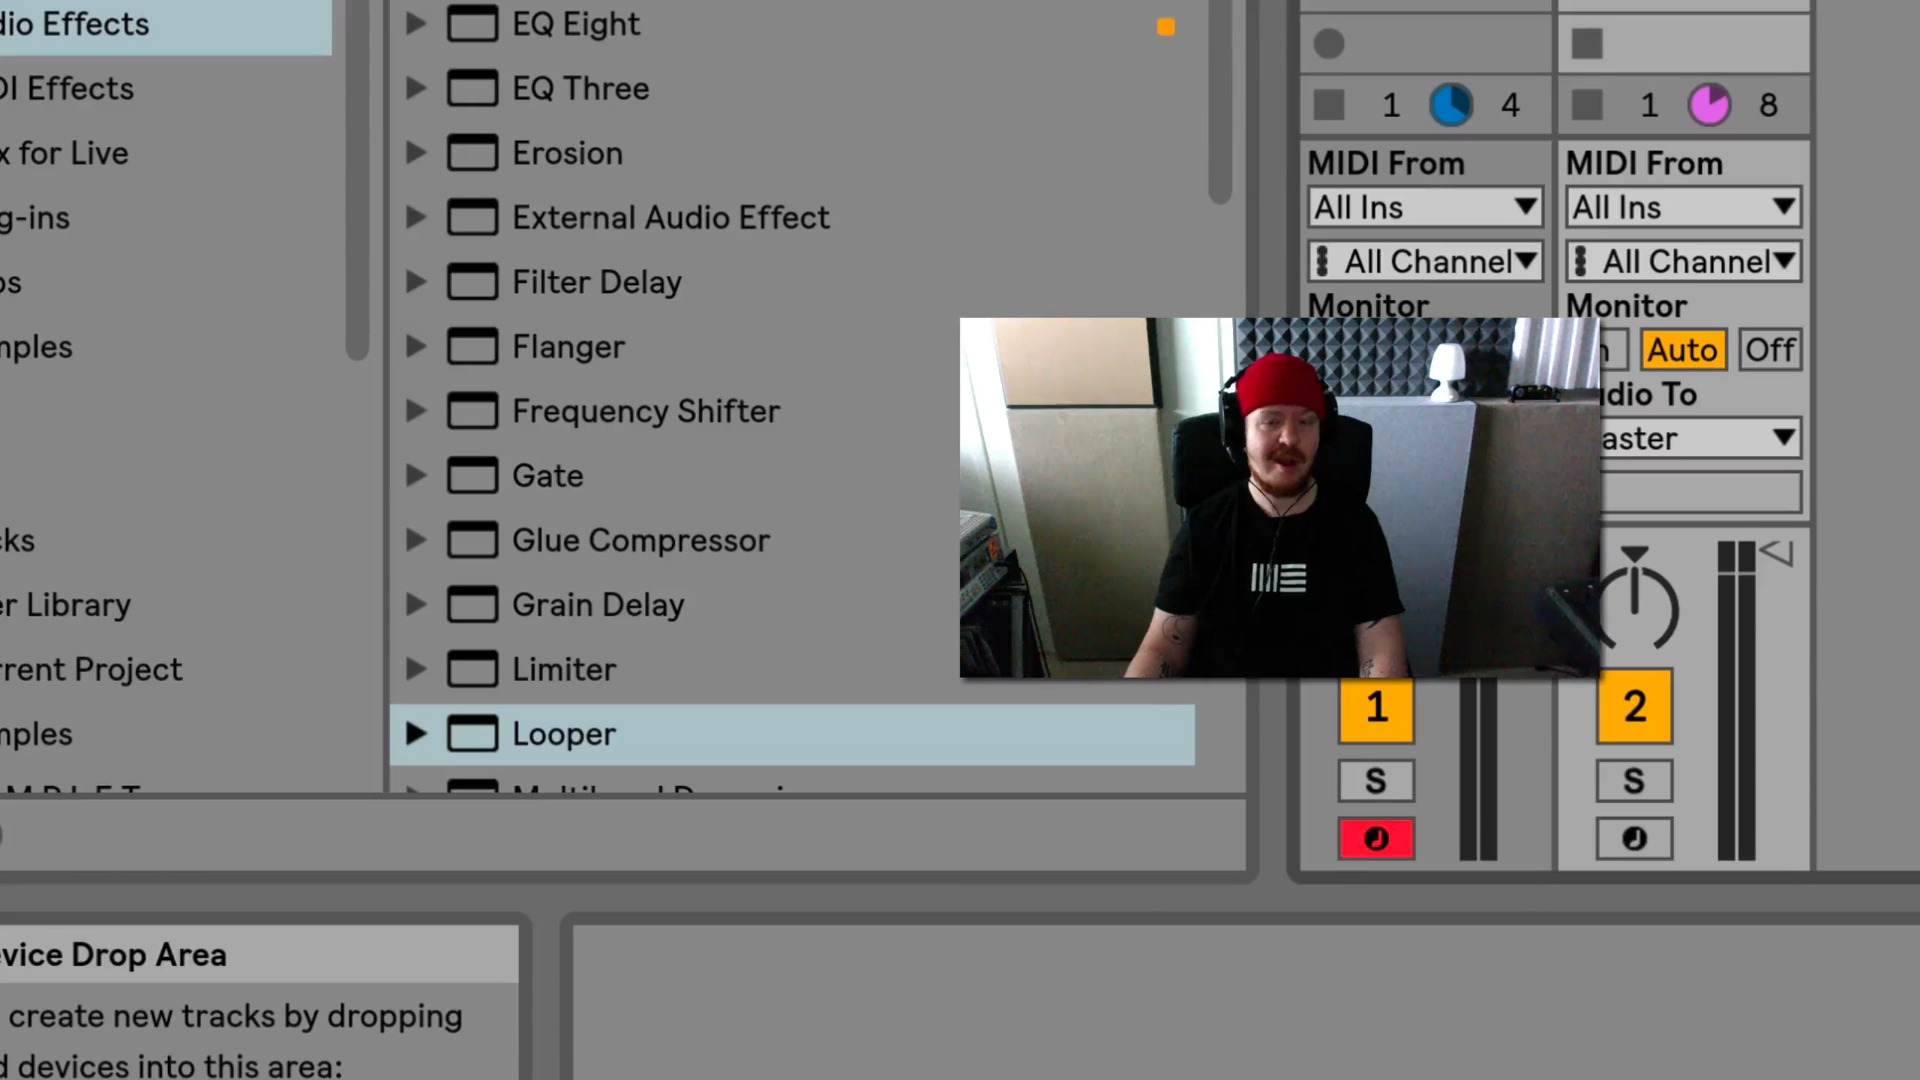 dio Effects
DI Effects
x for Live
g-ins
ps
mples
cks
er Library
rrent Project
mples
EQ Eight
EQ Three
Erosion
External Audio Effect
Filter Delay
Flanger
Frequency Shifter
Gate
Glue Compressor
Grain Delay
Limiter
Looper
1 4
MIDI From
All Ins
All Channel
Monitor
1
S
1 8
MIDI From
All Ins
All Channel
Monitor
n Auto Off
dio To
aster
2
S
evice Drop Area
create new tracks by dropping
d devices into this area: